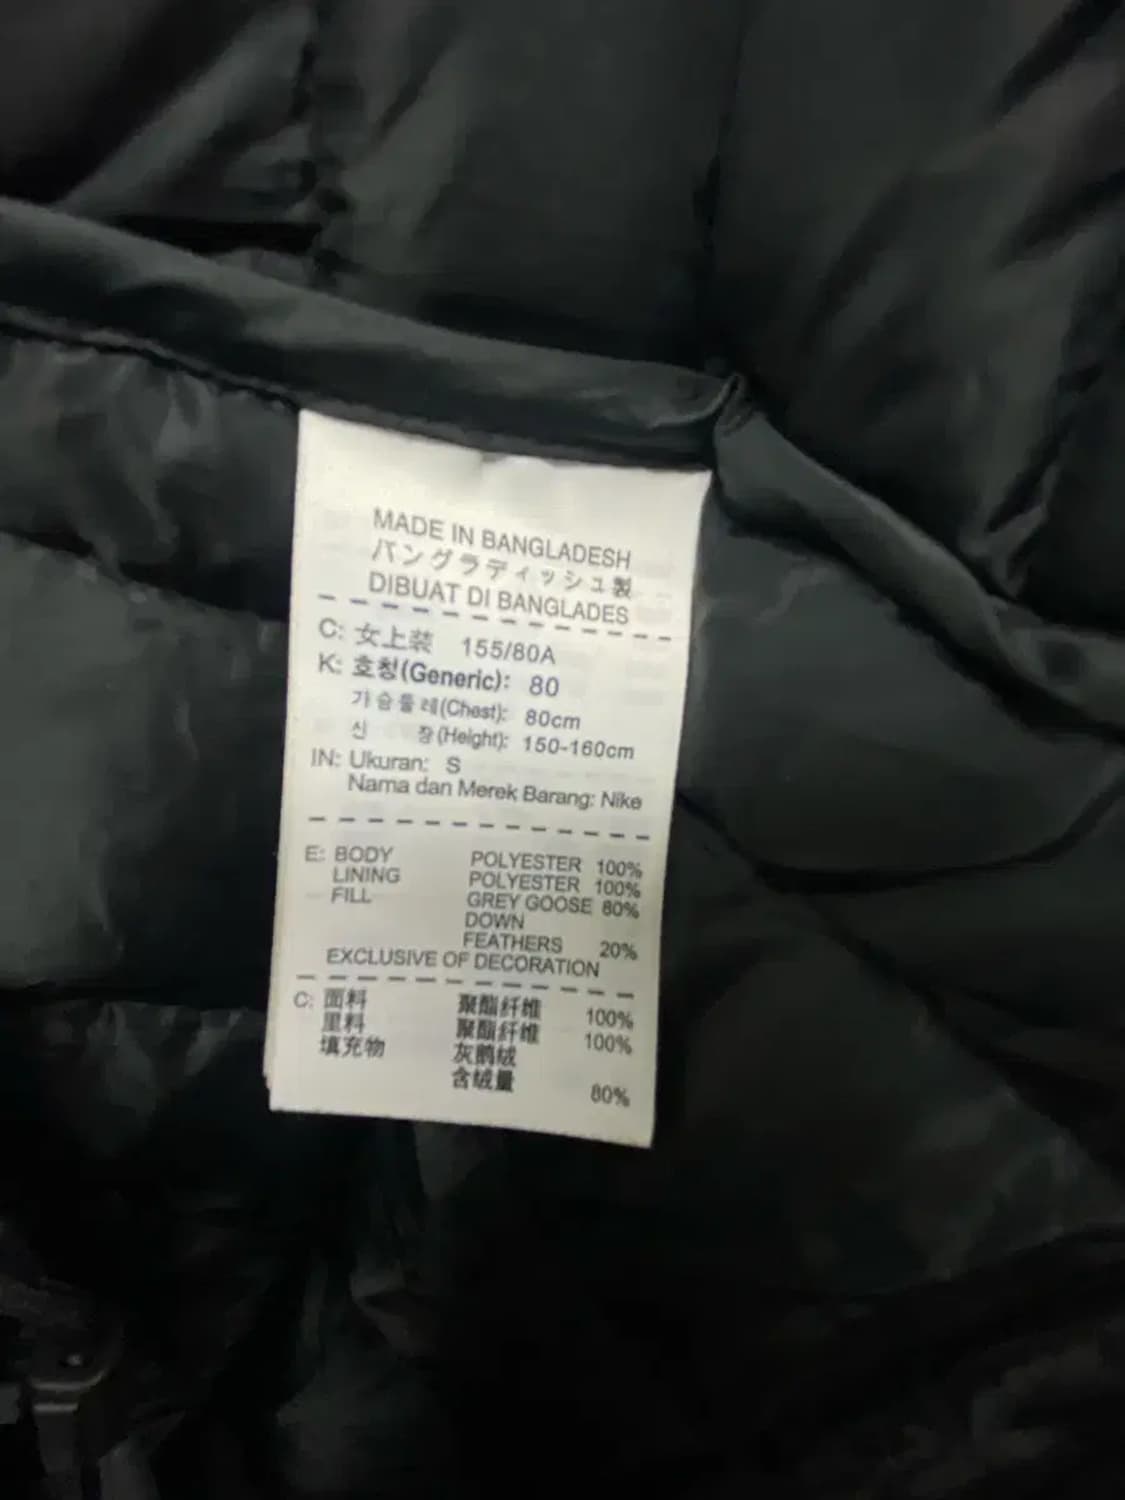 MADE IN BANGLADESH
バングラディッシュ製
DIBUAT DI BANGLADES
C: 女上装 155/80A
K: 호칭(Generic): 80
가슴둘레(Chest): 80cm
신 장(Height): 150-160cm
IN: Ukuran: S
Nama dan Merek Barang: Nike
E: BODY POLYESTER 100%
LINING POLYESTER 100%
FILL GREY GOOSE 80%
DOWN
FEATHERS 20%
EXCLUSIVE OF DECORATION
C: 面料 聚酯纤维 100%
里料 聚酯纤维 100%
填充物 灰鹅绒
含绒量 80%